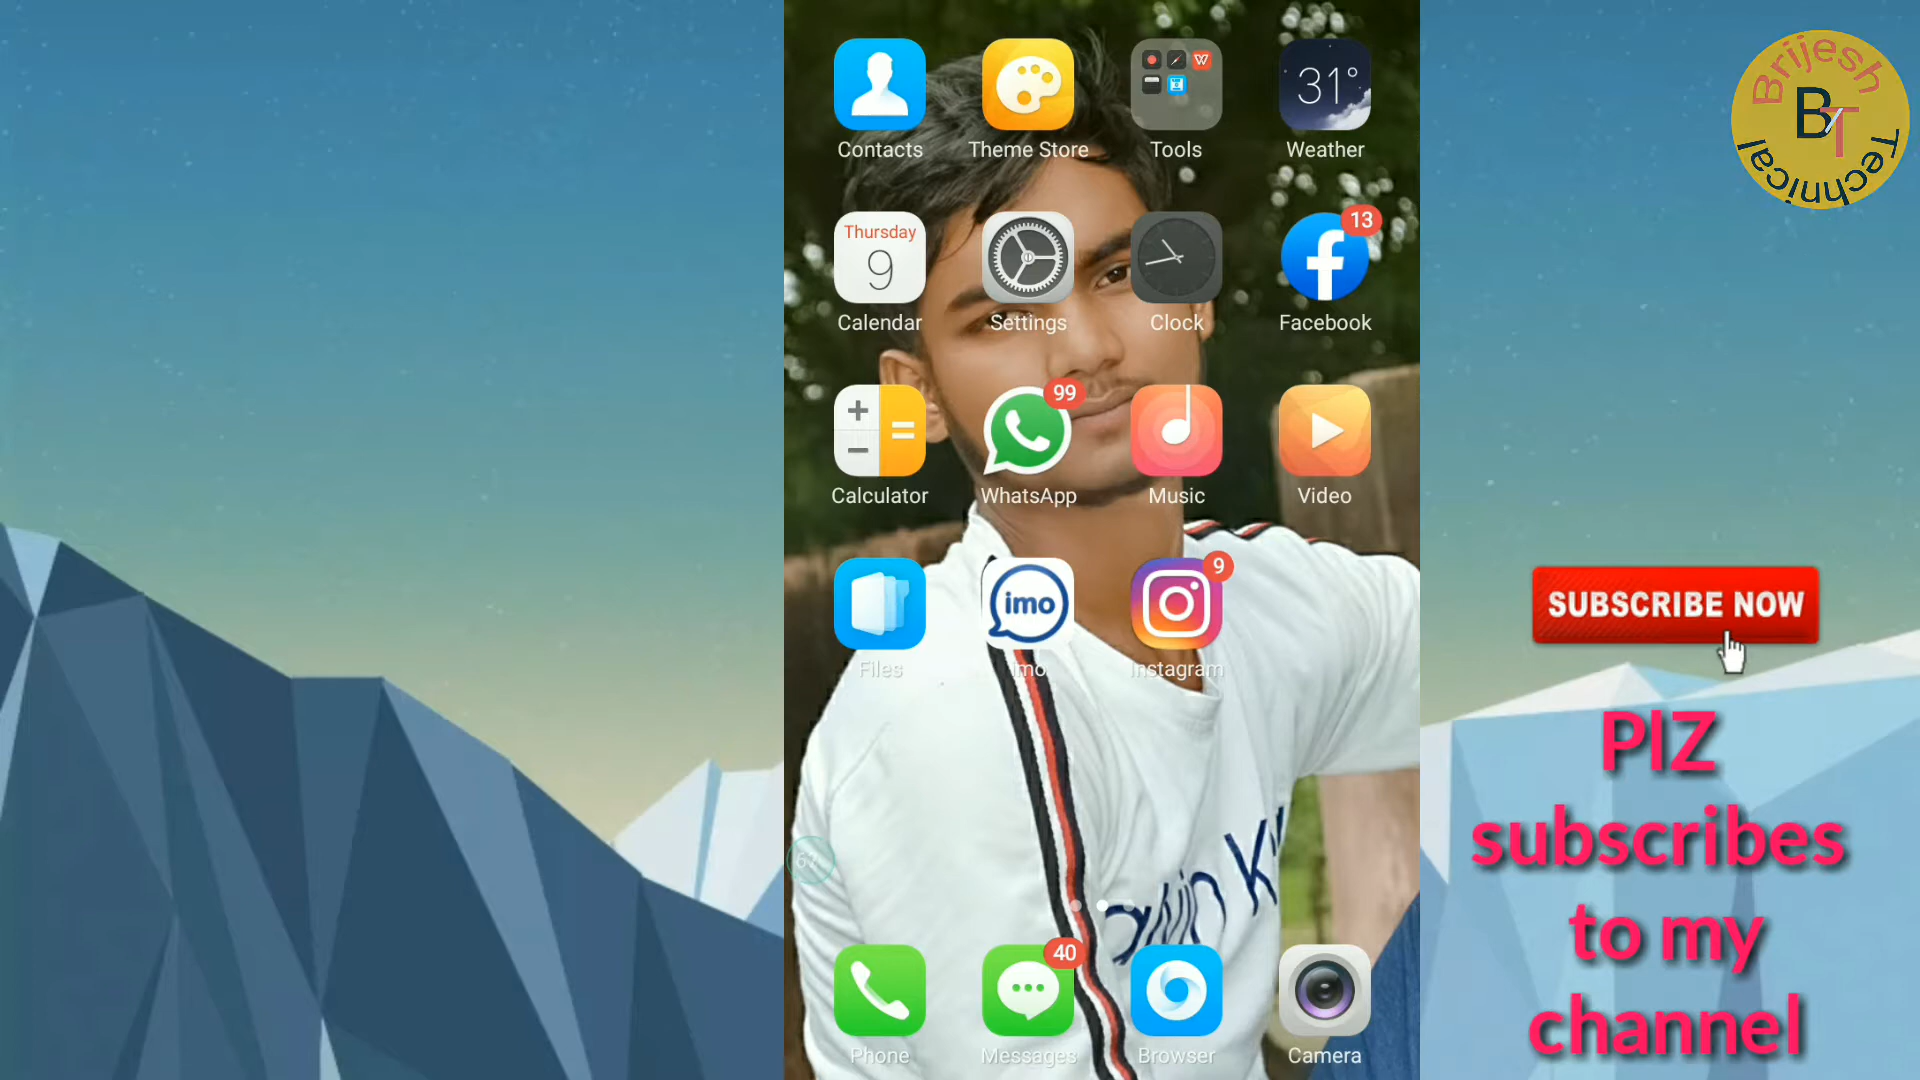 Contacts
Theme Store
Tools
31°
Weather
Brijesh
BT
Technical
Thursday
9
Calendar
Settings
Clock
13
Facebook
Calculator
99
WhatsApp
Music
Video
Files
imo
imo
9
Instagram
SUBSCRIBE NOW
PlZ
subscribes
to my
channel
Phone
40
Messages
Browser
Camera